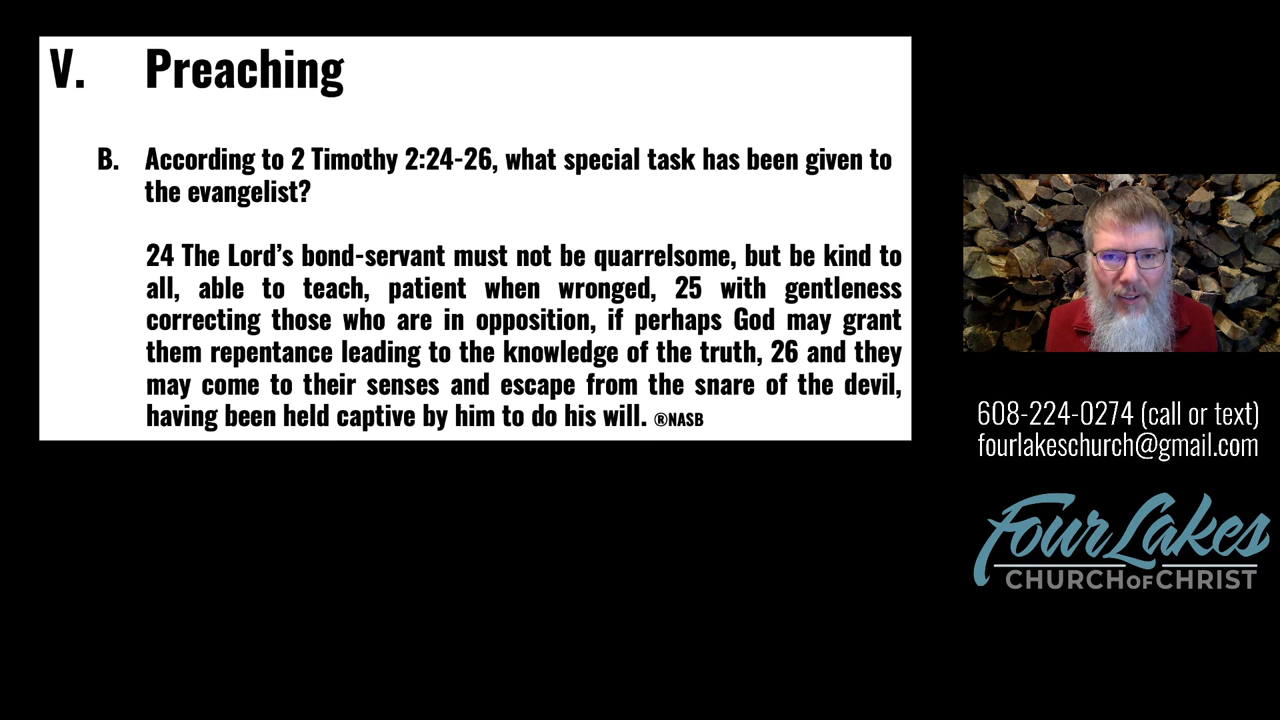 V. Preaching
B. According to 2 Timothy 2:24-26, what special task has been given to
the evangelist?
24 The Lord’s bond-servant must not be quarrelsome, but be kind to
all, able to teach, patient when wronged, 25 with gentleness
correcting those who are in opposition, if perhaps God may grant
them repentance leading to the knowledge of the truth, 26 and they
may come to their senses and escape from the snare of the devil,
having been held captive by him to do his will. ®NASB
608-224-0274 (call or text)
fourlakeschurch@gmail.com
Four Lakes
CHURCH OF CHRIST